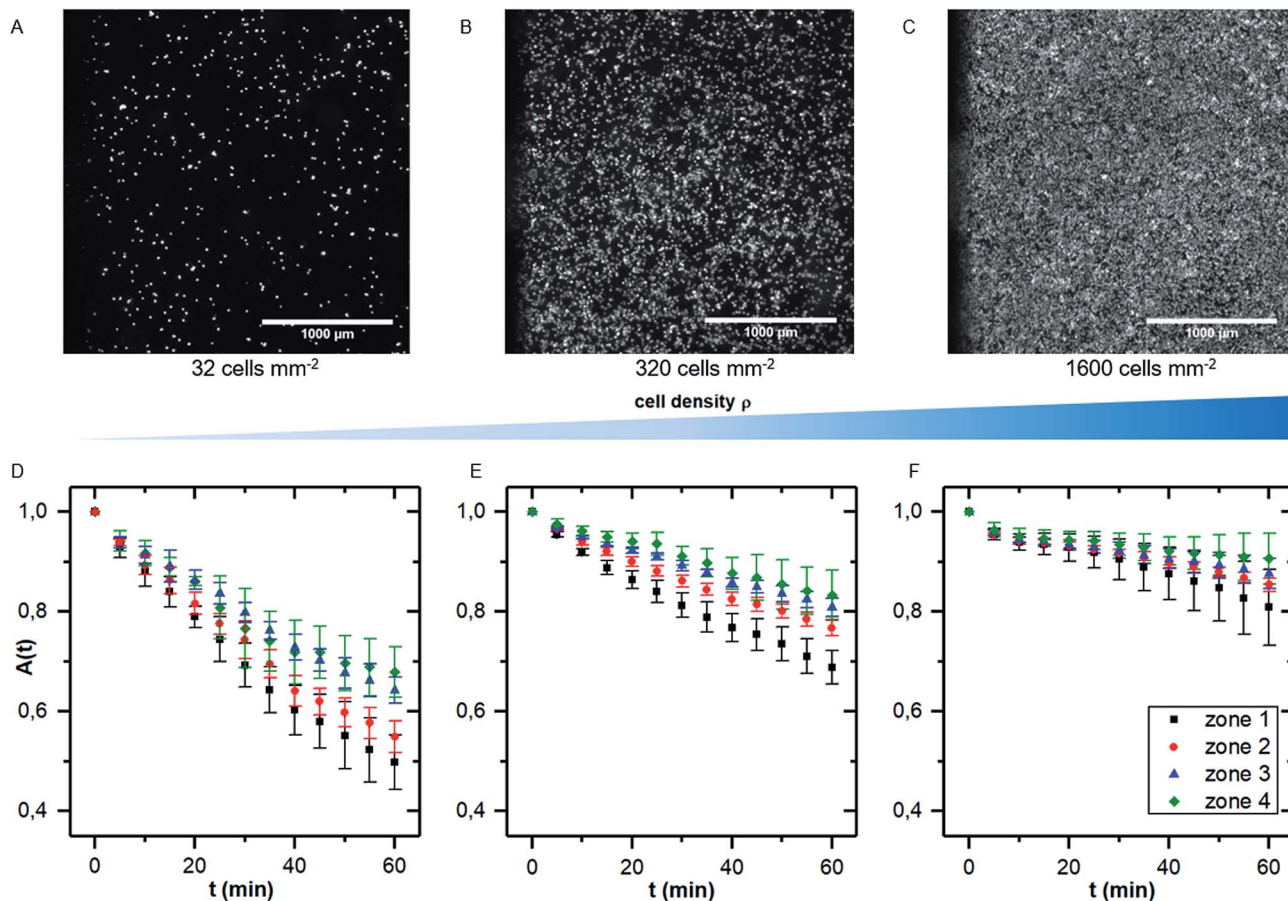 A
B
C
1000 µm
1000 µm
1000 µm
32 cells mm-2
320 cells mm-2
1600 cells mm-2
cell density ρ
D
E
F
1,0
0,8
0,6
0,4
A(t)
0
20
40
60
t (min)
1,0
0,8
0,6
0,4
0
20
40
60
t (min)
1,0
0,8
0,6
0,4
0
20
40
60
t (min)
zone 1
zone 2
zone 3
zone 4